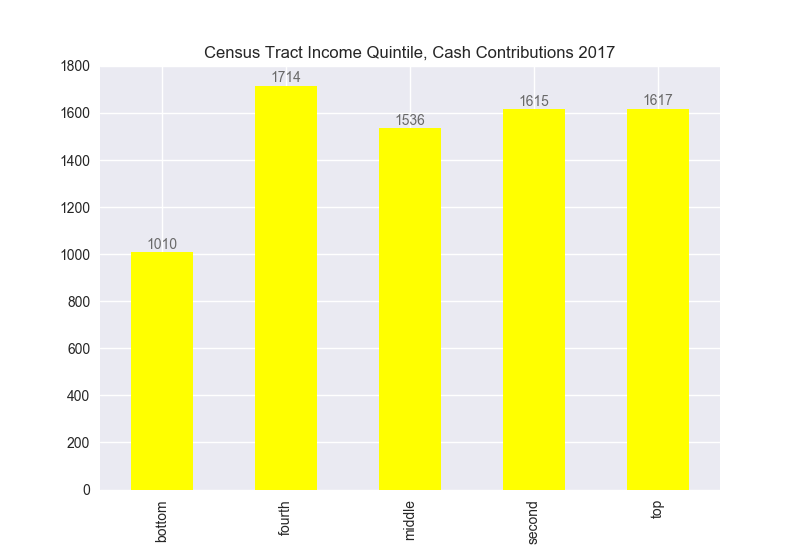 Census Tract Income Quintile, Cash Contributions 2017
1800
1600
1400
1200
1000
800
600
400
200
0
1010
1714
1536
1615
1617
bottom
fourth
middle
second
top